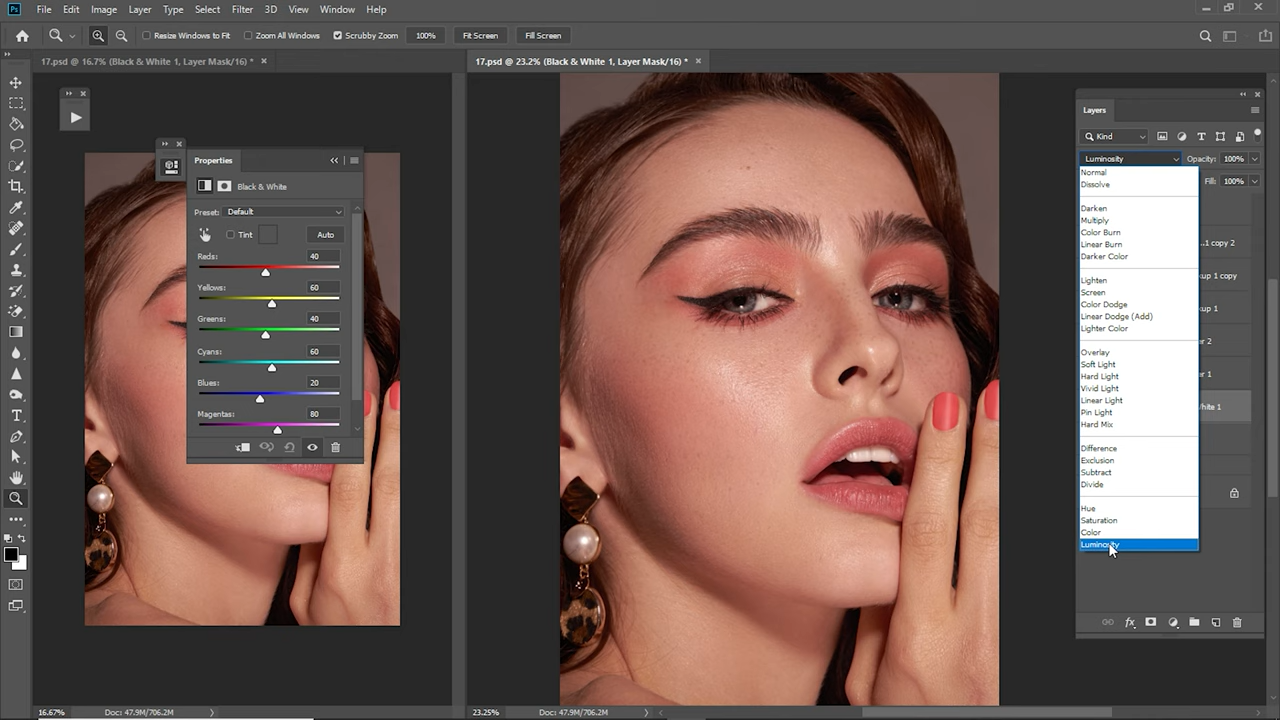 Ps File Edit Image Layer Type Select Filter 3D View Window Help
Resize Windows to Fit All Windows Scrubby Zoom 100% Fit Screen Fill Screen
17.psd @ 16.7% (Black & White 1, Layer Mask/16) *
17.psd @ 23.2% (Black & White 1, Layer Mask/16) *
Properties
Black & White
Preset: Default
Tint Auto
Reds: 40
Yellows: 60
Greens: 40
Cyans: 60
Blues: 20
Magentas: 80
Layers
Kind
Luminosity Opacity: 100%
Fill: 100%
Normal
Dissolve
Darken
Multiply
Color Burn
Linear Burn
Darker Color
Lighten
Screen
Color Dodge
Linear Dodge (Add)
Lighter Color
Overlay
Soft Light
Hard Light
Vivid Light
Linear Light
Pin Light
Hard Mix
Difference
Exclusion
Subtract
Divide
Hue
Saturation
Color
Luminosity
...1 copy 2
kup 1 copy
kup 1
r 2
r 1
hite 1
fx
16.67% Doc: 47.9M/706.2M
23.25% Doc: 47.9M/706.2M